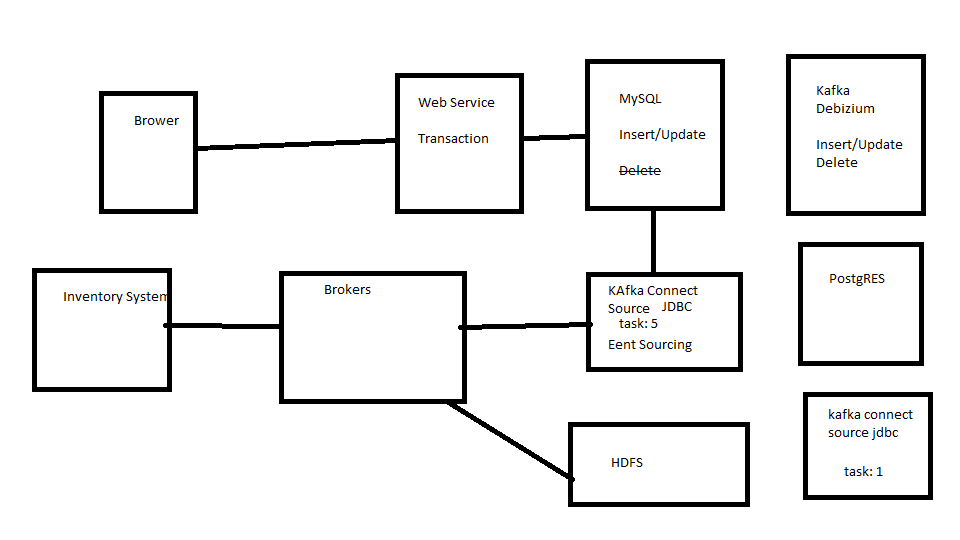 Brower
Web Service
Transaction
MySQL
Insert/Update
Delete
Kafka
Debizium
Insert/Update
Delete
Inventory System
Brokers
KAfka Connect
Source JDBC
task: 5
Eent Sourcing
PostgRES
HDFS
kafka connect
source jdbc
task: 1